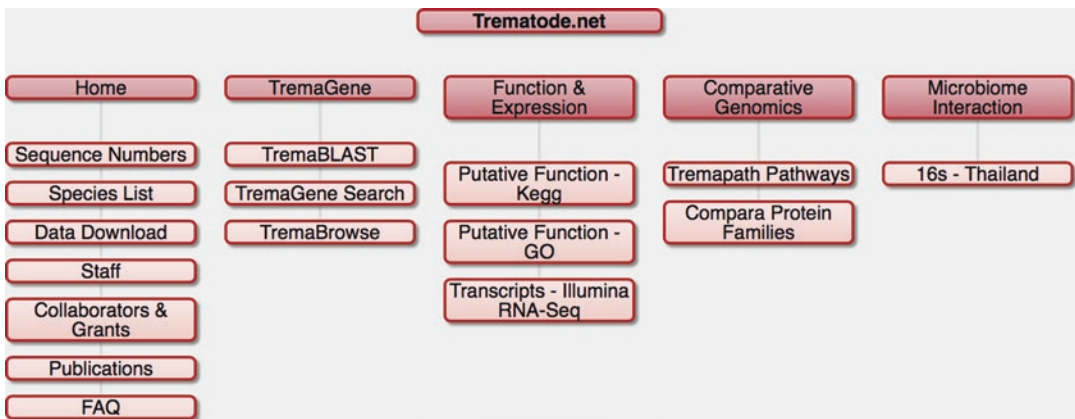 Trematode.net
Home
Sequence Numbers
Species List
Data Download
Staff
Collaborators &
Grants
Publications
FAQ
TremaGene
TremaBLAST
TremaGene Search
TremaBrowse
Function &
Expression
Putative Function -
Kegg
Putative Function -
GO
Transcripts - Illumina
RNA-Seq
Comparative
Genomics
Tremapath Pathways
Compara Protein
Families
Microbiome
Interaction
16s - Thailand